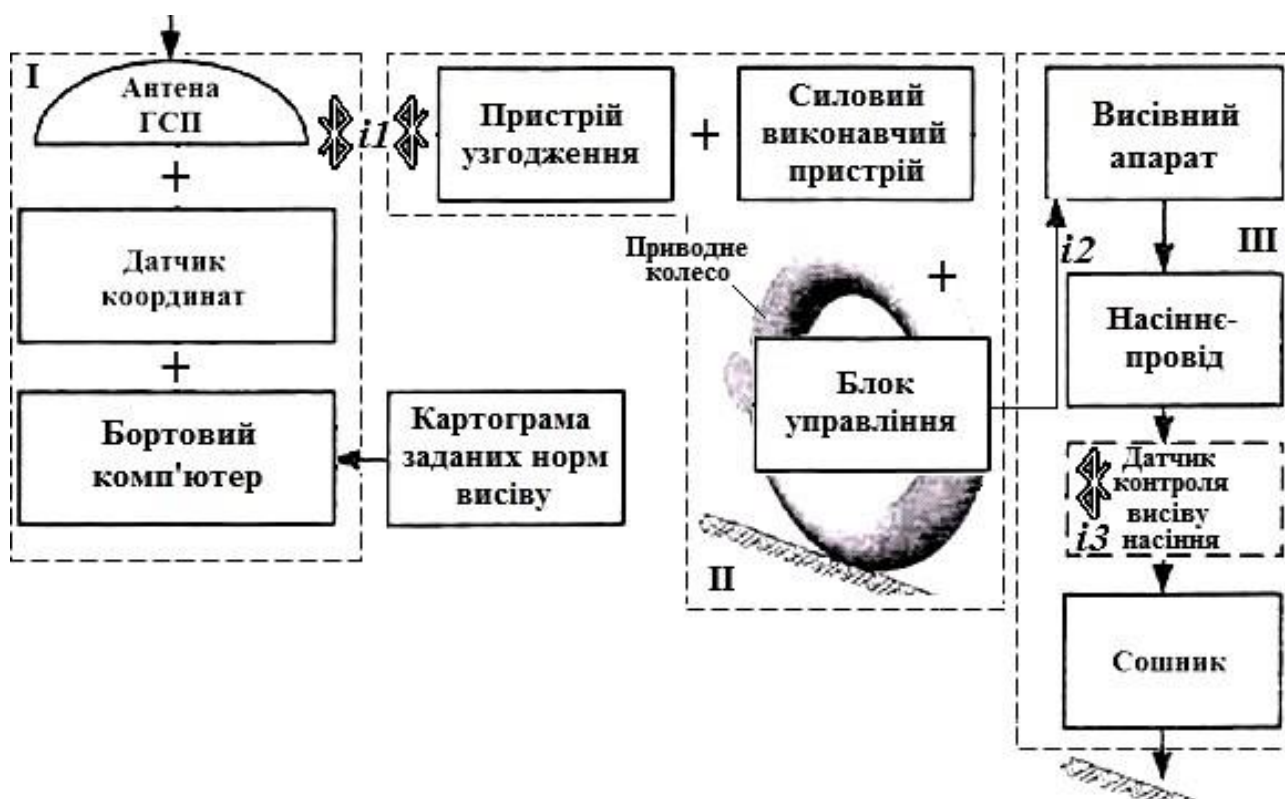 I
Антена
ГСП
i1
+
Датчик
координат
+
Бортовий
комп'ютер
Картограма
заданих норм
висіву
Пристрій
узгодження
+
Силовий
виконавчий
пристрій
Приводне
колесо
+
Блок
управління
II
i2
Висівний
апарат
III
Насіннє-
провід
Датчик
контроля
висіву
насіння
i3
Сошник